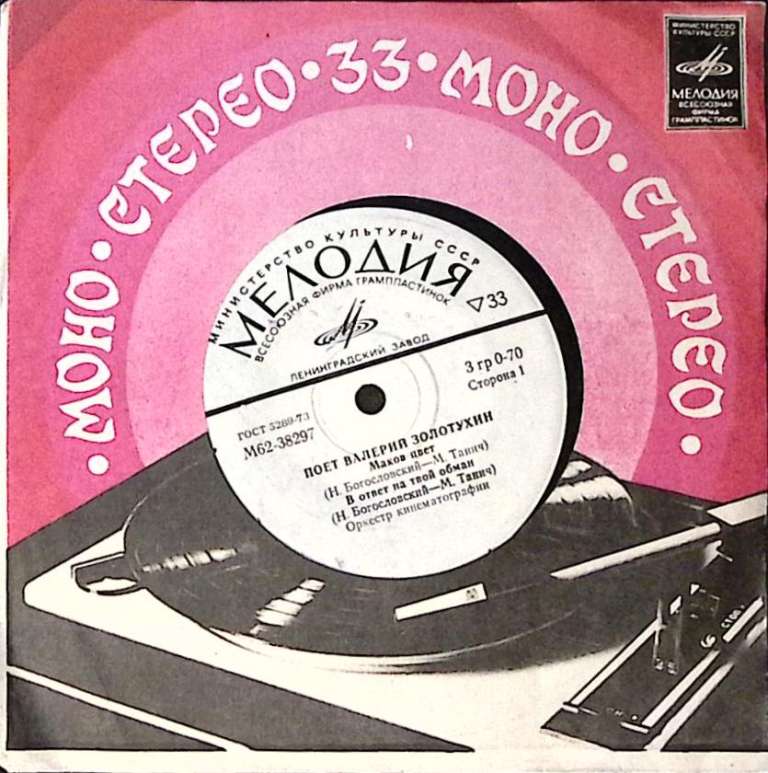 МОНО • СТЕРЕО • 33 • МОНО • СТЕРЕО •
МИНИСТЕРСТВО
КУЛЬТУРЫ СССР
МЕЛОДИЯ
ВСЕСОЮЗНАЯ
ФИРМА
ГРАМПЛАСТИНОК
МИНИСТЕРСТВО КУЛЬТУРЫ СССР
МЕЛОДИЯ
ВСЕСОЮЗНАЯ ФИРМА ГРАМПЛАСТИНОК
▽33
ЛЕНИНГРАДСКИЙ ЗАВОД
3 гр 0-70
Сторона 1
ГОСТ 5289-73
М62-38297
ПОЕТ ВАЛЕРИЙ ЗОЛОТУХИН
Маков цвет
(Н. Богословский—М. Танич)
В ответ на твой обман
(Н. Богословский—М. Танич)
Оркестр кинематографии